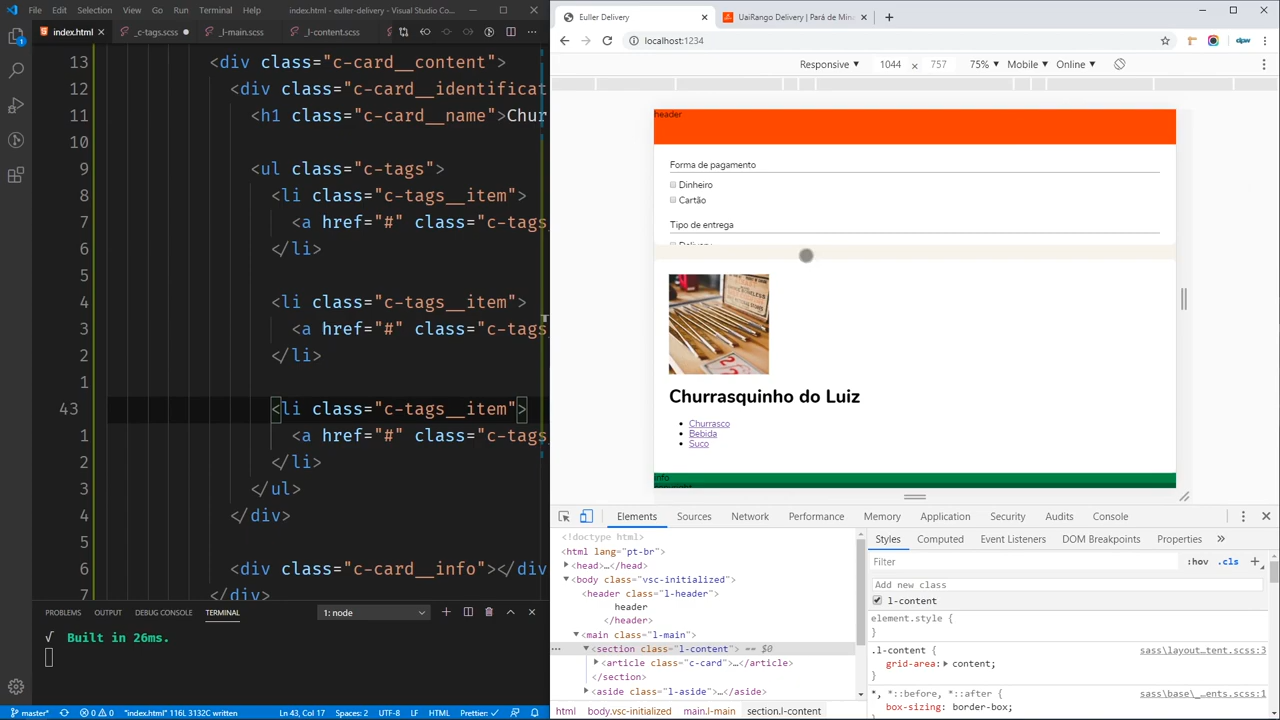 File Edit Selection View Go Run Terminal index.html - euller-delivery - Visual Studio Co...
index.html
_c-tags.scss
_l-main.scss
_l-content.scss
13 <div class="c-card__content">
12 <div class="c-card__identificat
11 <h1 class="c-card__name">Chur
10
9 <ul class="c-tags">
8 <li class="c-tags__item">
7 <a href="#" class="c-tags_
6 </li>
5
4 <li class="c-tags__item">
3 <a href="#" class="c-tags_
2 </li>
1
43 <li class="c-tags__item">
1 <a href="#" class="c-tags_
2 </li>
3 </ul>
4 </div>
5
6 <div class="c-card__info"></div
7 </div>
PROBLEMS OUTPUT DEBUG CONSOLE TERMINAL 1: node
√ Built in 26ms.
master* 0 0 "index.html" 116L 3132C written Ln 43, Col 17 Spaces: 2 UTF-8 LF HTML Prettier: ✓
Euller Delivery
UaiRango Delivery | Pará de Min
localhost:1234
Responsive 1044 × 757 75% Mobile Online
header
Forma de pagamento
Dinheiro
Cartão
Tipo de entrega
Delivery
Churrasquinho do Luiz
Churrasco
Bebida
Suco
info
copyright
Elements Sources Network Performance Memory Application Security Audits Console
<!doctype html>
<html lang="pt-br">
<head>…</head>
<body class="vsc-initialized">
<header class="l-header">
header
</header>
<main class="l-main">
<section class="l-content"> == $0
<article class="c-card">…</article>
</section>
<aside class="l-aside">…</aside>
html body.vsc-initialized main.l-main section.l-content
Styles Computed Event Listeners DOM Breakpoints Properties »
Filter :hov .cls +
Add new class
l-content
element.style {
}
.l-content { sass\layout…tent.scss:3
grid-area: content;
}
*, *::before, *::after { sass\base\_…ents.scss:1
box-sizing: border-box;